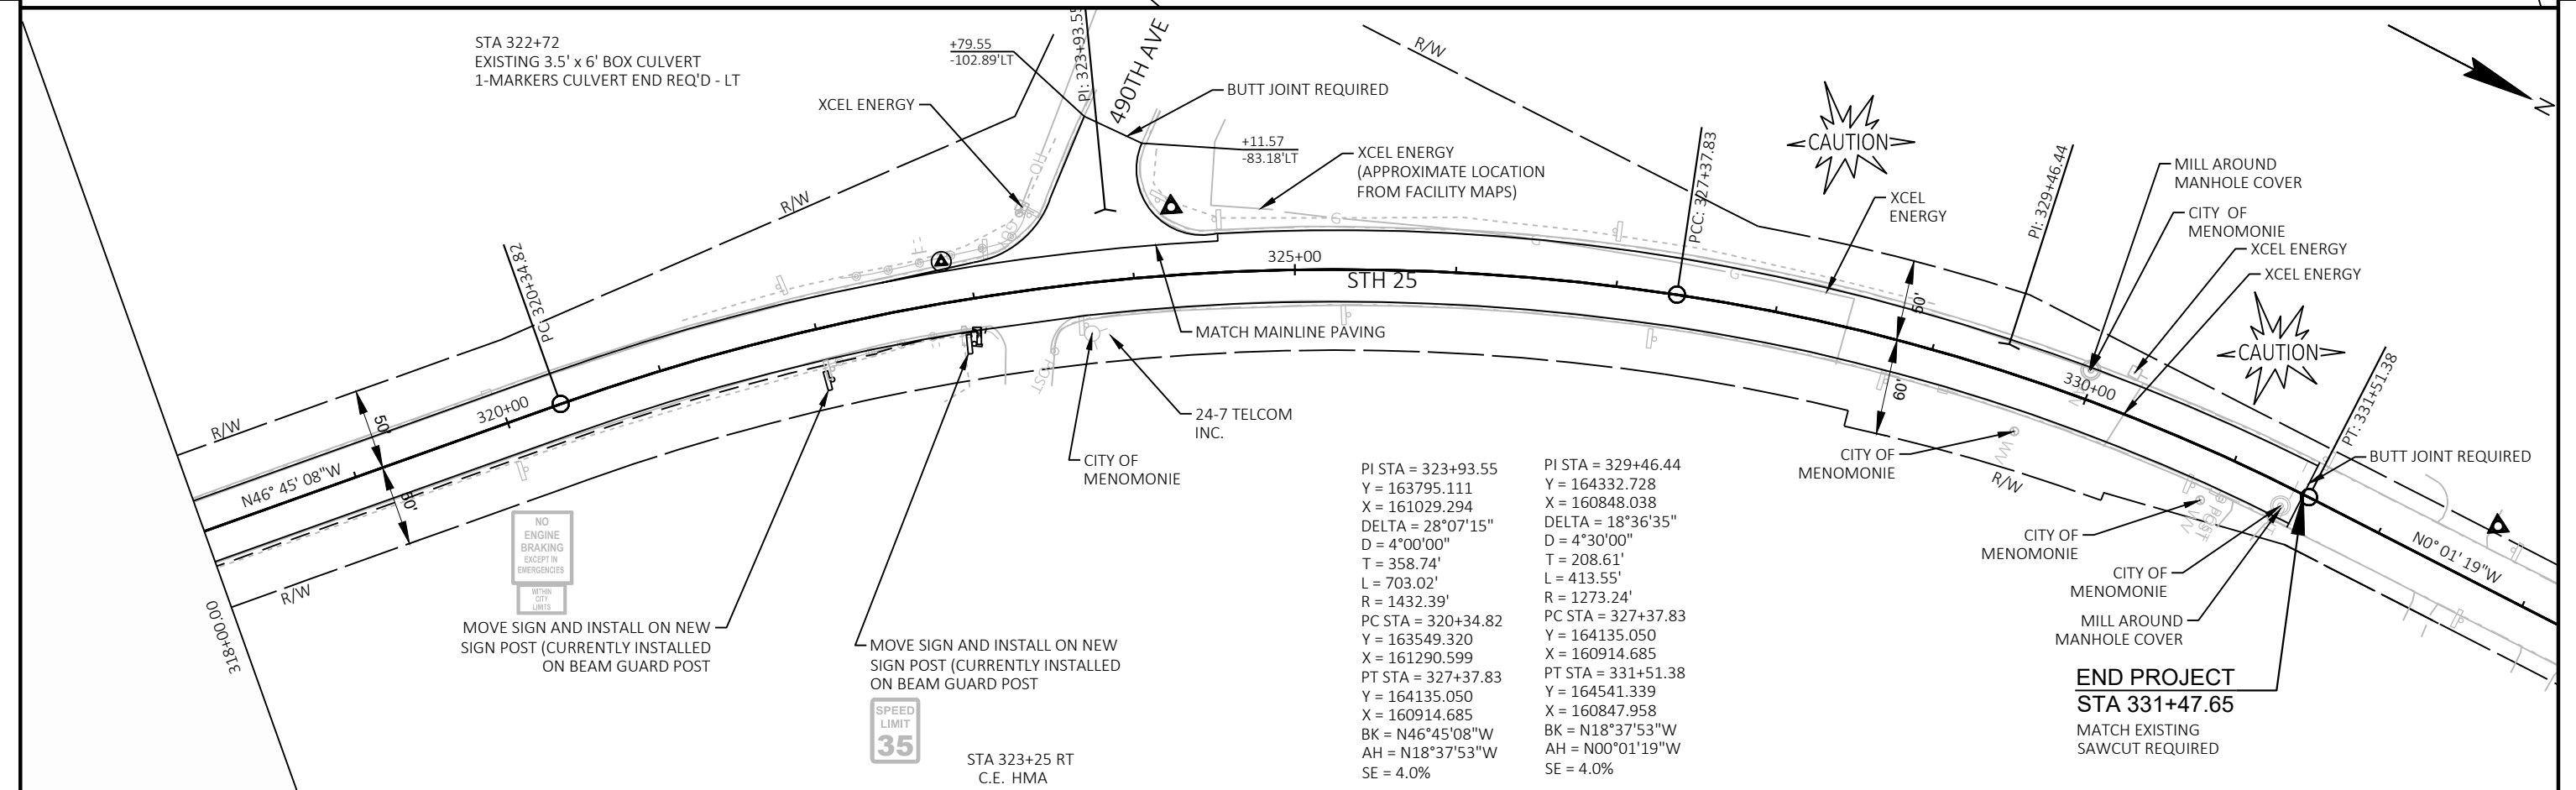 STA 322+72
EXISTING 3.5' x 6' BOX CULVERT
1-MARKERS CULVERT END REQ'D - LT
+79.55
-102.89'LT
XCEL ENERGY
PI: 323+93.55
490TH AVE
BUTT JOINT REQUIRED
+11.57
-83.18'LT
XCEL ENERGY
(APPROXIMATE LOCATION
FROM FACILITY MAPS)
R/W
PCC: 327+37.83
CAUTION
XCEL
ENERGY
PI: 329+46.44
MILL AROUND
MANHOLE COVER
CITY OF
MENOMONIE
XCEL ENERGY
XCEL ENERGY
N
R/W
PC: 320+34.82
R/W
325+00
STH 25
MATCH MAINLINE PAVING
50'
60'
330+00
CAUTION
PT: 331+51.38
BUTT JOINT REQUIRED
N46° 45' 08"W
320+00
50'
50'
R/W
318+00.00
POST
24-7 TELCOM
INC.
CITY OF
MENOMONIE
CITY OF
MENOMONIE
R/W
WV
CITY OF
MENOMONIE
WV
POST
CITY OF
MENOMONIE
MILL AROUND
MANHOLE COVER
N0° 01' 19"W
NO
ENGINE
BRAKING
EXCEPT IN
EMERGENCIES
WITHIN
CITY
LIMITS
MOVE SIGN AND INSTALL ON NEW
SIGN POST (CURRENTLY INSTALLED
ON BEAM GUARD POST
MOVE SIGN AND INSTALL ON NEW
SIGN POST (CURRENTLY INSTALLED
ON BEAM GUARD POST
SPEED
LIMIT
35
STA 323+25 RT
C.E. HMA
PI STA = 323+93.55
Y = 163795.111
X = 161029.294
DELTA = 28°07'15"
D = 4°00'00"
T = 358.74'
L = 703.02'
R = 1432.39'
PC STA = 320+34.82
Y = 163549.320
X = 161290.599
PT STA = 327+37.83
Y = 164135.050
X = 160914.685
BK = N46°45'08"W
AH = N18°37'53"W
SE = 4.0%
PI STA = 329+46.44
Y = 164332.728
X = 160848.038
DELTA = 18°36'35"
D = 4°30'00"
T = 208.61'
L = 413.55'
R = 1273.24'
PC STA = 327+37.83
Y = 164135.050
X = 160914.685
PT STA = 331+51.38
Y = 164541.339
X = 160847.958
BK = N18°37'53"W
AH = N00°01'19"W
SE = 4.0%
END PROJECT
STA 331+47.65
MATCH EXISTING
SAWCUT REQUIRED